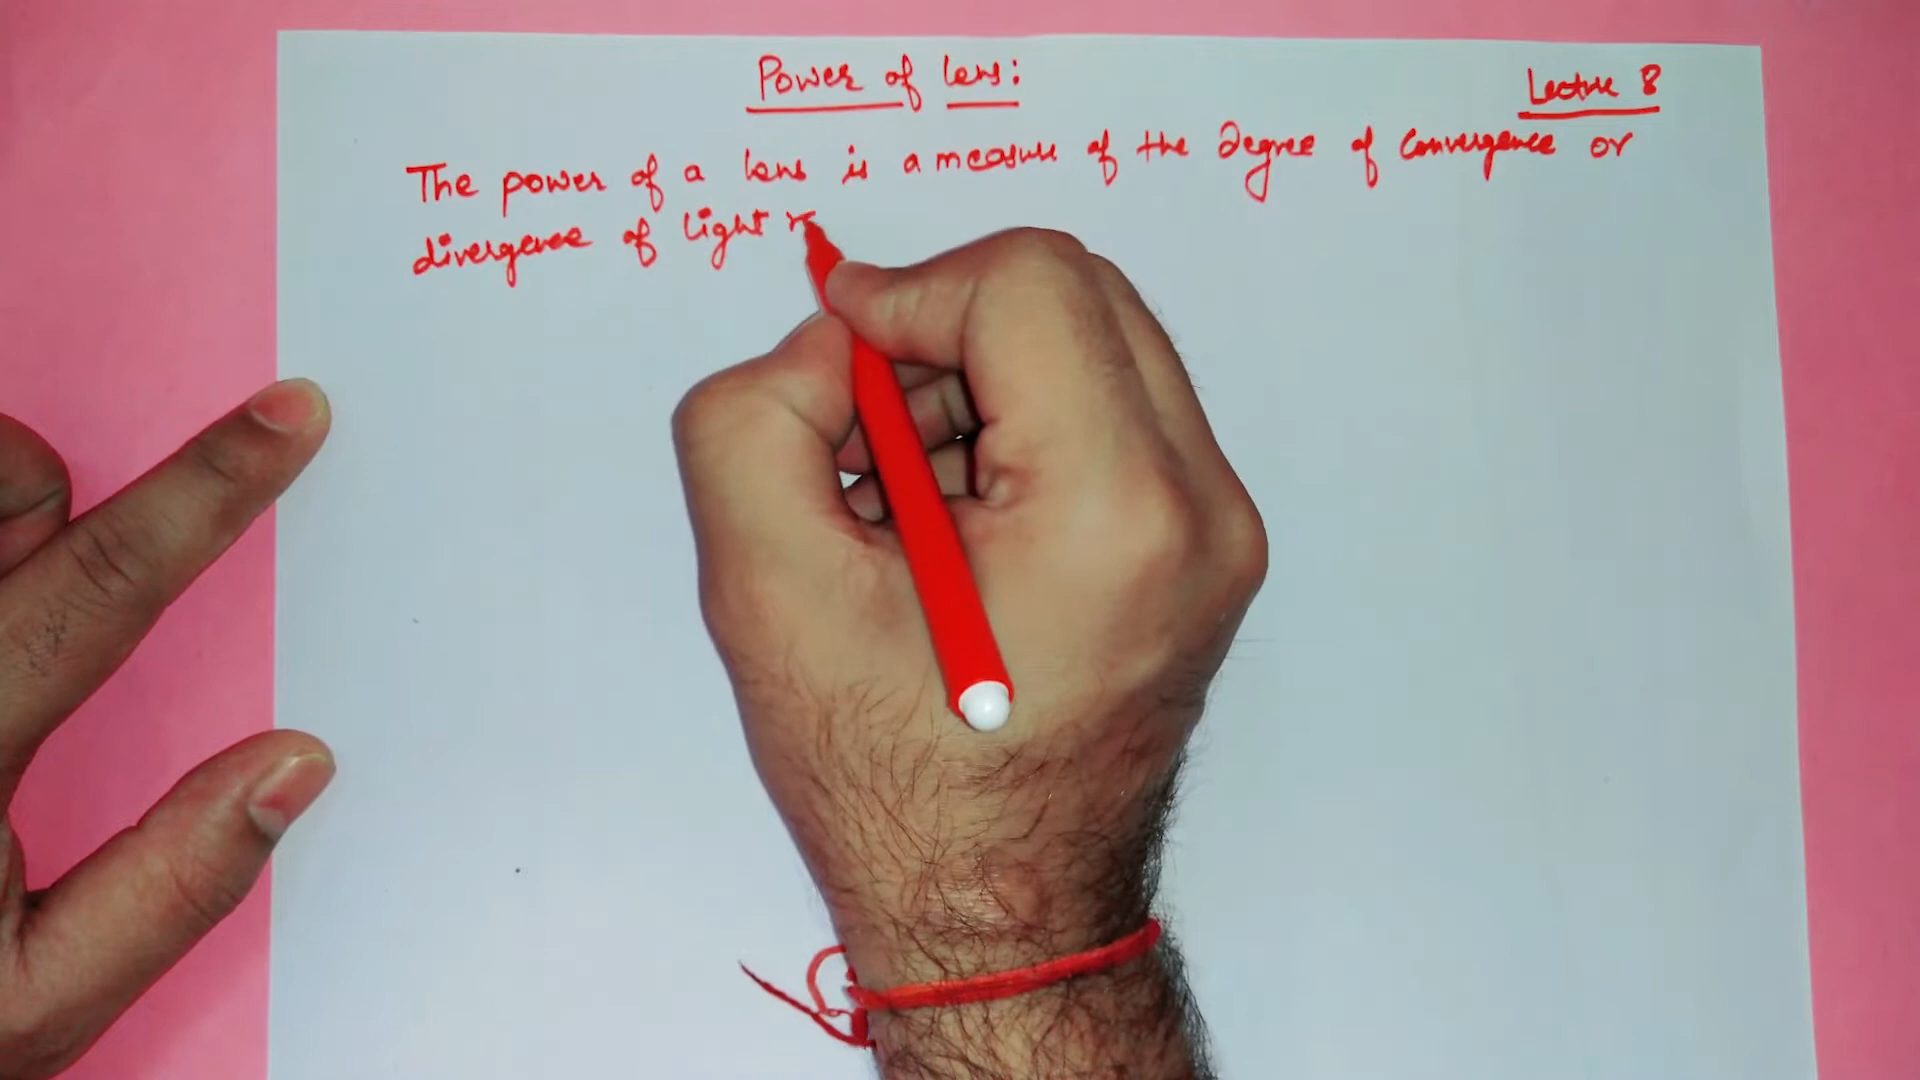 Power of lens:
Lecture 8
The power of a lens is a measure of the Degree of Convergence or
divergence of light r